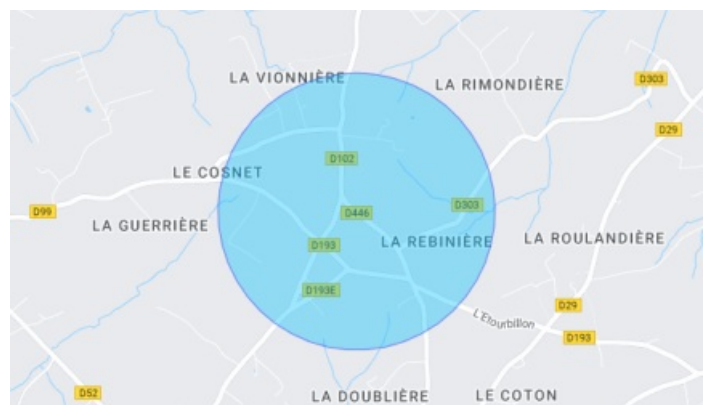 LA VIONNIÈRE
D303
LA RIMONDIÈRE
D29
D102
LE COSNET
D99
D446
D303
LA GUERRIÈRE
D193
LA REBINIÈRE
LA ROULANDIÈRE
D193E
D29
L'Étourbillon
D193
D52
LA DOUBLIÈRE
LE COTON